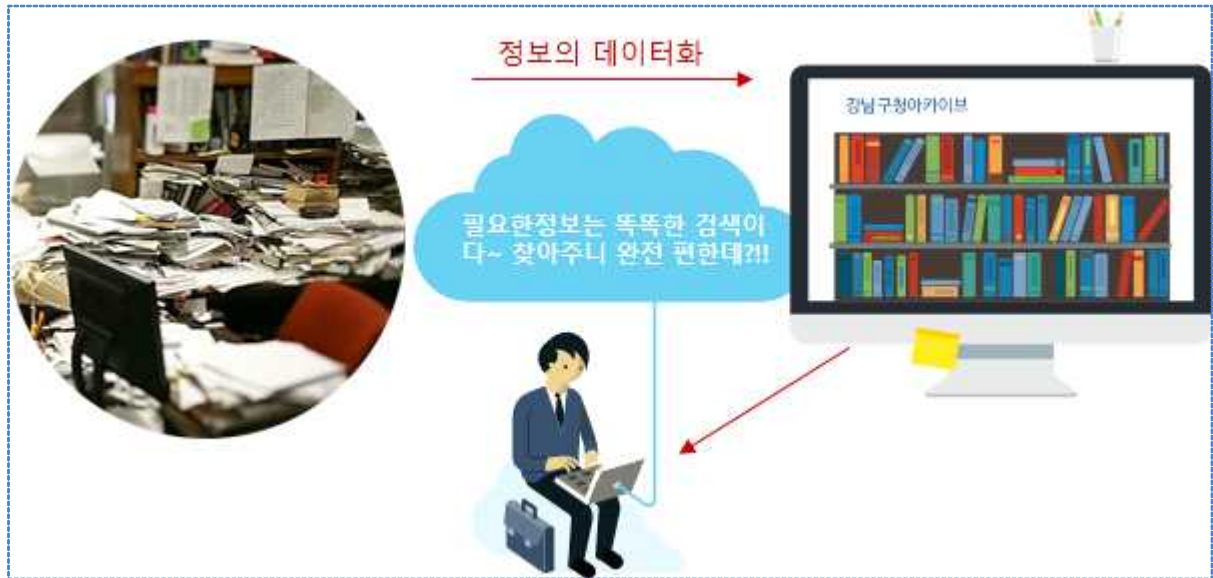 정보의 데이터화
강남구청아카이브
필요한정보는 똑똑한 검색이
다~ 찾아주니 완전 편한데?!!